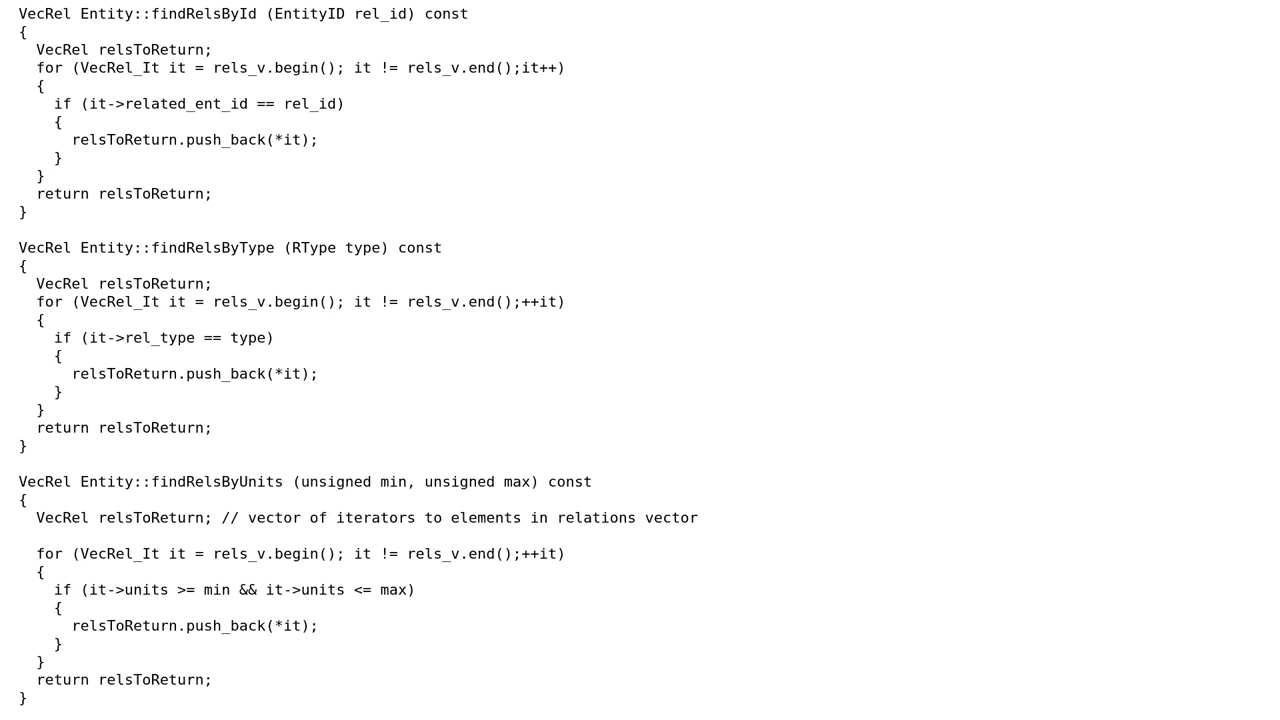 VecRel Entity::findRelsById (EntityID rel_id) const
{
  VecRel relsToReturn;
  for (VecRel_It it = rels_v.begin(); it != rels_v.end();it++)
  {
    if (it->related_ent_id == rel_id)
    {
      relsToReturn.push_back(*it);
    }
  }
  return relsToReturn;
}

VecRel Entity::findRelsByType (RType type) const
{
  VecRel relsToReturn;
  for (VecRel_It it = rels_v.begin(); it != rels_v.end();++it)
  {
    if (it->rel_type == type)
    {
      relsToReturn.push_back(*it);
    }
  }
  return relsToReturn;
}

VecRel Entity::findRelsByUnits (unsigned min, unsigned max) const
{
  VecRel relsToReturn; // vector of iterators to elements in relations vector

  for (VecRel_It it = rels_v.begin(); it != rels_v.end();++it)
  {
    if (it->units >= min && it->units <= max)
    {
      relsToReturn.push_back(*it);
    }
  }
  return relsToReturn;
}